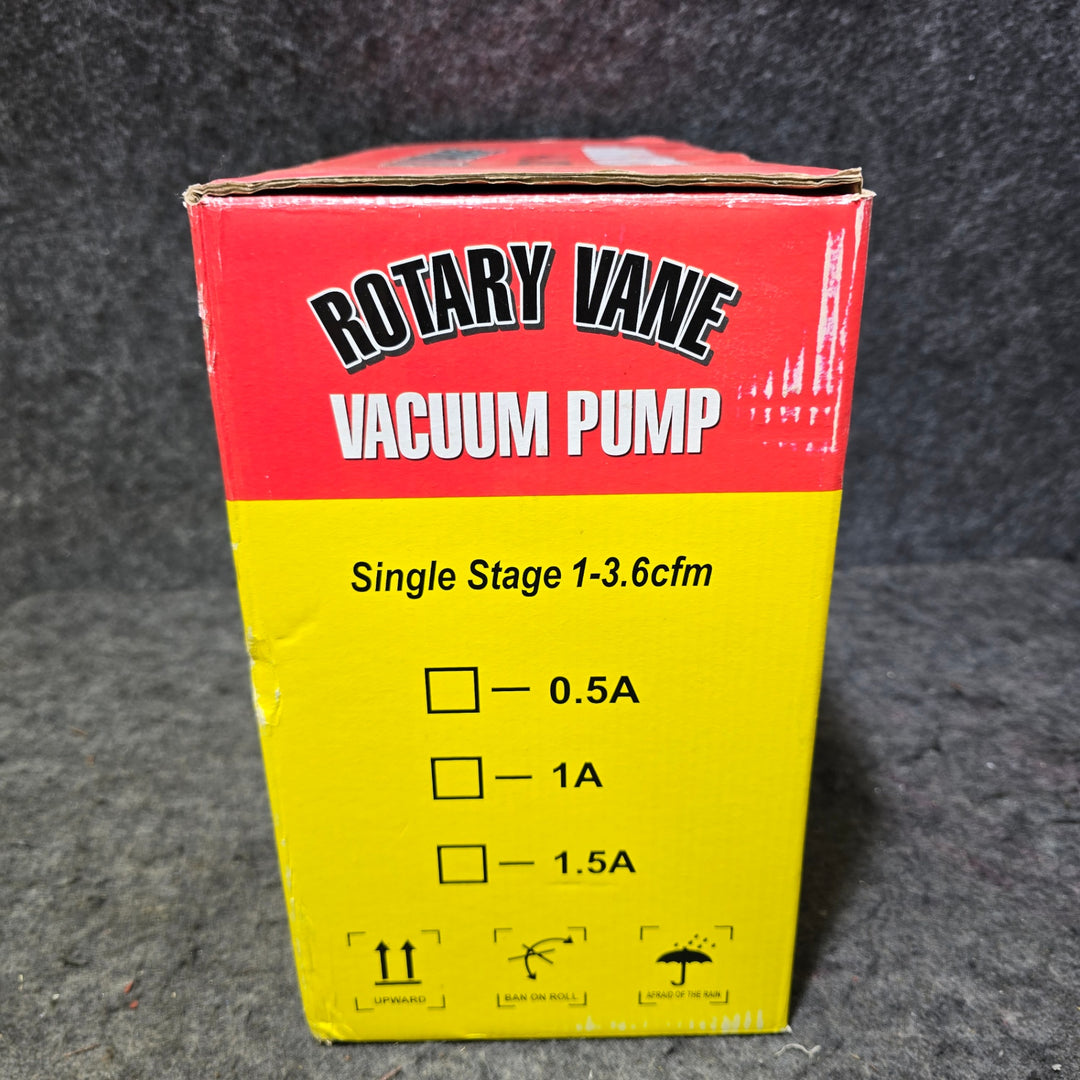 ROTARY VANE
VACUUM PUMP
Single Stage 1-3.6cfm
— 0.5A
— 1A
— 1.5A
UPWARD
BAN ON ROLL
AFRAID OF THE RAIN